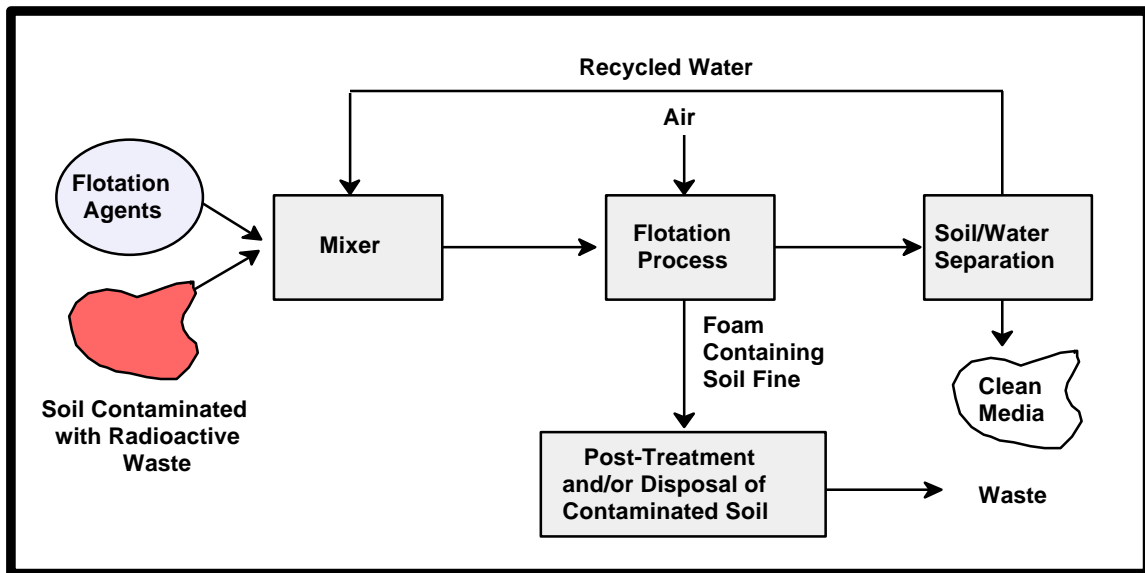 Recycled Water
Air
Flotation
Agents
Mixer
Flotation
Process
Soil/Water
Separation
Foam
Containing
Soil Fine
Clean
Media
Soil Contaminated
with Radioactive
Waste
Post-Treatment
and/or Disposal of
Contaminated Soil
Waste